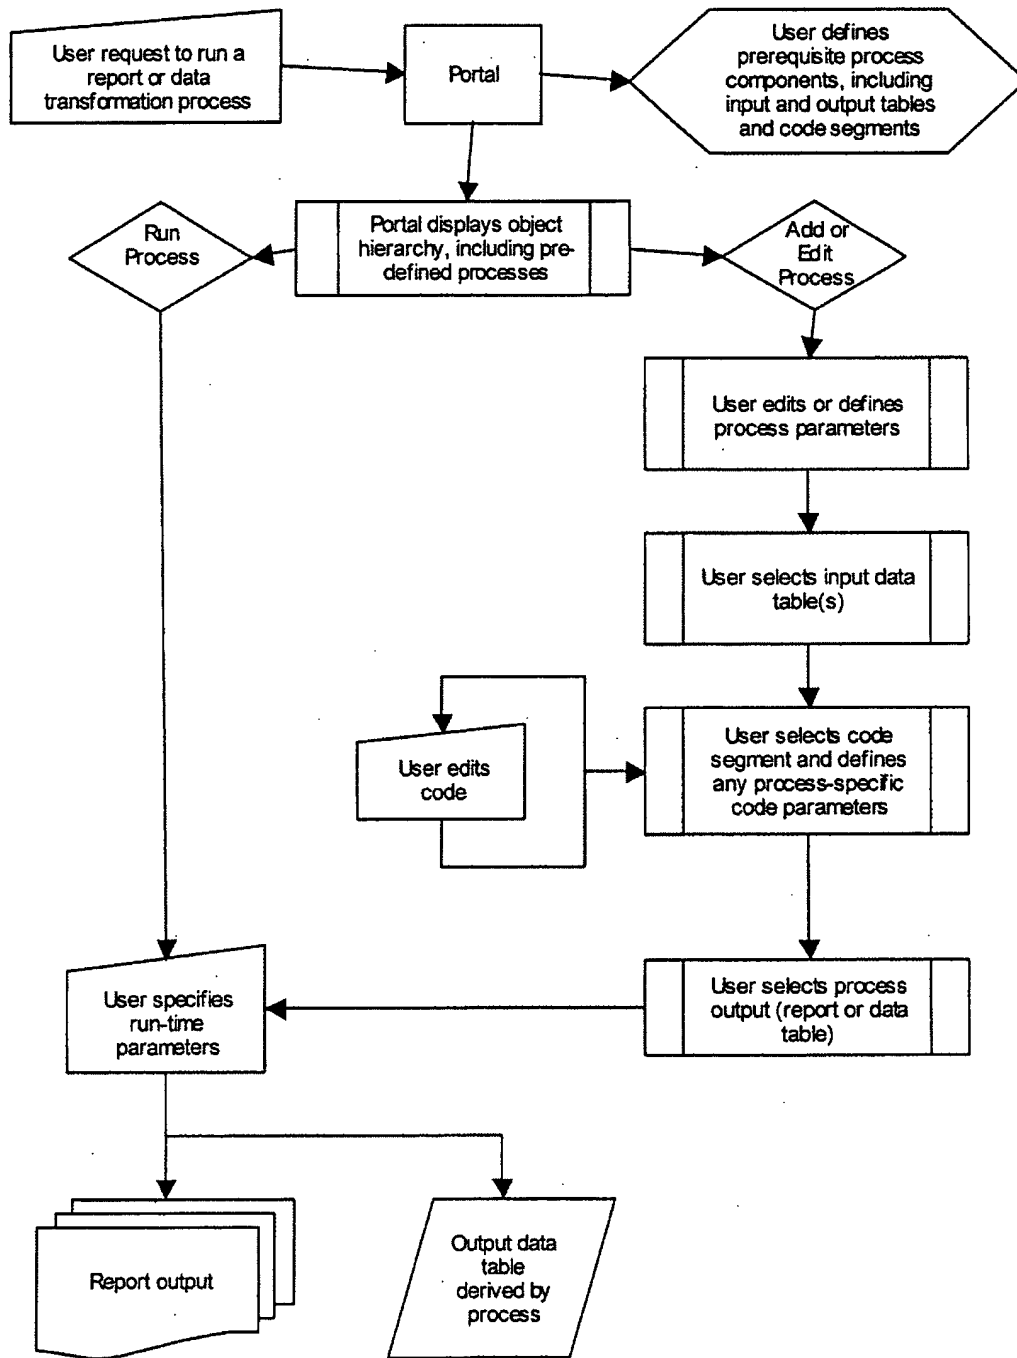 User request to run a
report or data
transformation process
Portal
User defines
prerequisite process
components, including
input and output tables
and code segments
Run
Process
Portal displays object
hierarchy, including pre-
defined processes
Add or
Edit
Process
User edits or defines
process parameters
User selects input data
table(s)
User edits
code
User selects code
segment and defines
any process-specific
code parameters
User specifies
run-time
parameters
User selects process
output (report or data
table)
Report output
Output data
table
derived by
process